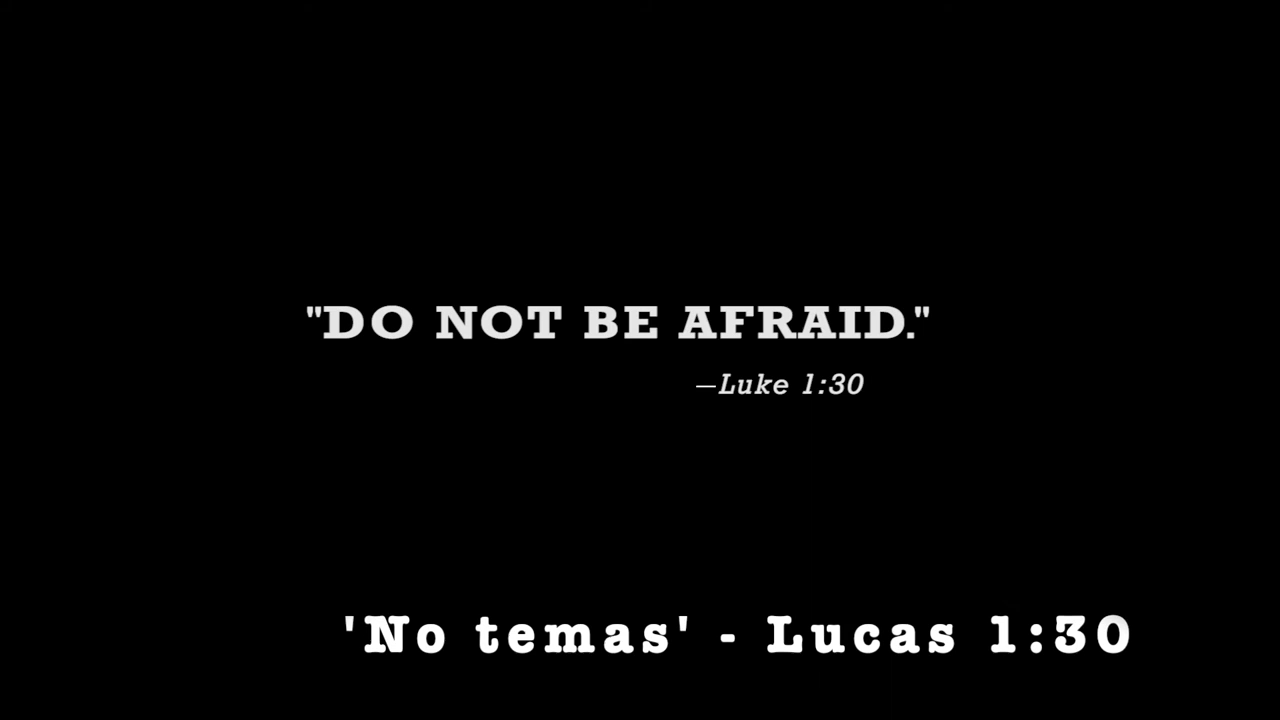 "DO NOT BE AFRAID."
—Luke 1:30
'No temas' - Lucas 1:30